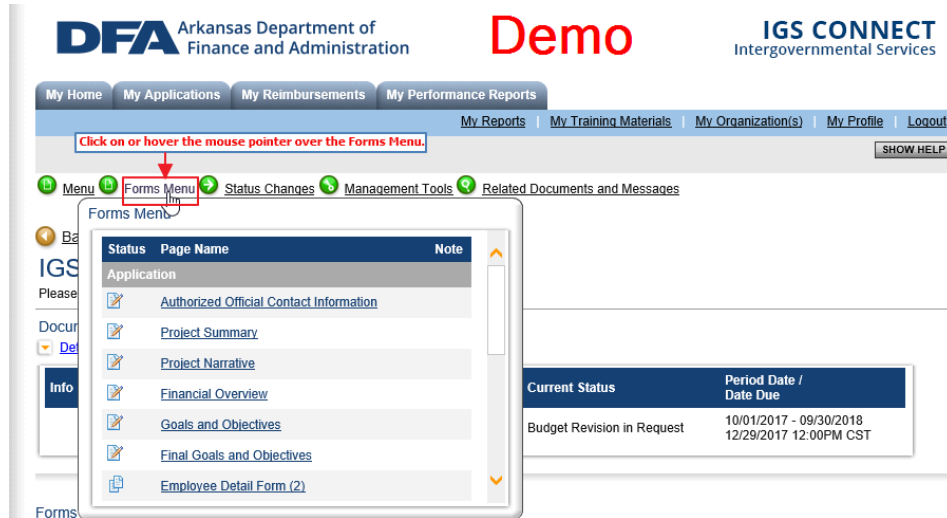 DFA Arkansas Department of
Finance and Administration
Demo
IGS CONNECT
Intergovernmental Services
My Home My Applications My Reimbursements My Performance Reports
My Reports | My Training Materials | My Organization(s) | My Profile | Logout
Click on or hover the mouse pointer over the Forms Menu.
SHOW HELP
Menu Forms Menu Status Changes Management Tools Related Documents and Messages
Forms Menu
Ba
Status Page Name Note
IGS
Application
Please
Authorized Official Contact Information
Docum
Project Summary
Det
Project Narrative
Info
Financial Overview
Current Status
Period Date /
Date Due
Goals and Objectives
Budget Revision in Request
10/01/2017 - 09/30/2018
12/29/2017 12:00PM CST
Final Goals and Objectives
Employee Detail Form (2)
Forms